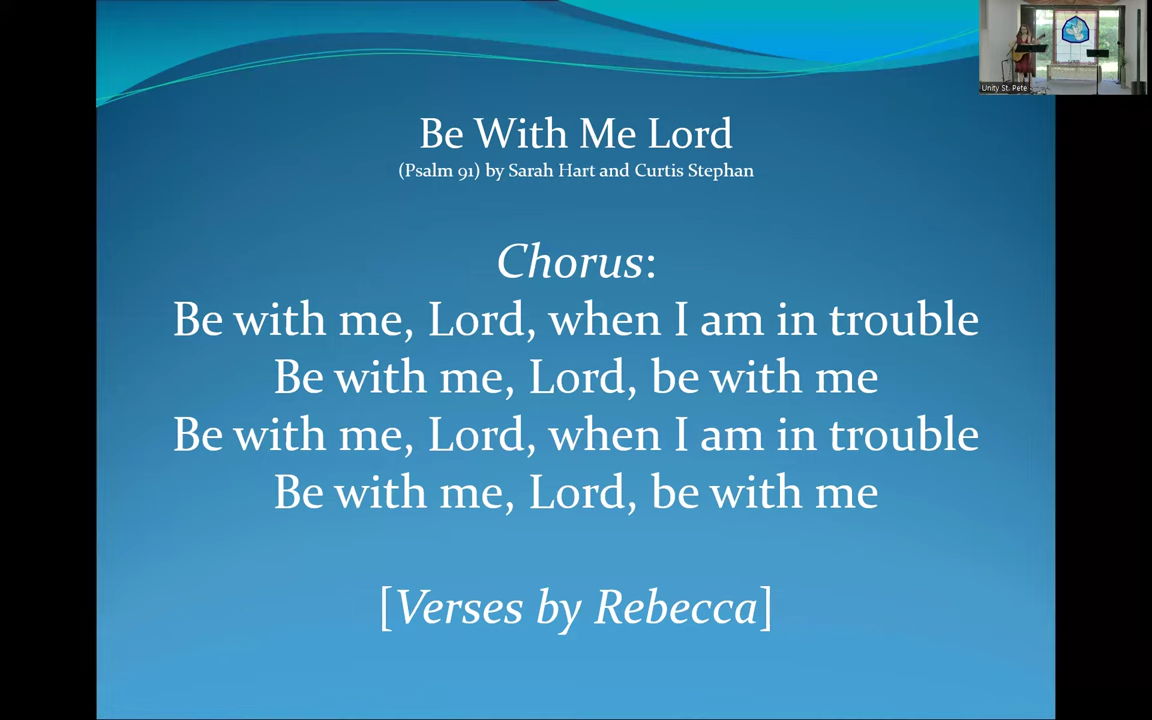 Unity St. Pete
Be With Me Lord
(Psalm 91) by Sarah Hart and Curtis Stephan
Chorus:
Be with me, Lord, when I am in trouble
Be with me, Lord, be with me
Be with me, Lord, when I am in trouble
Be with me, Lord, be with me
[Verses by Rebecca]